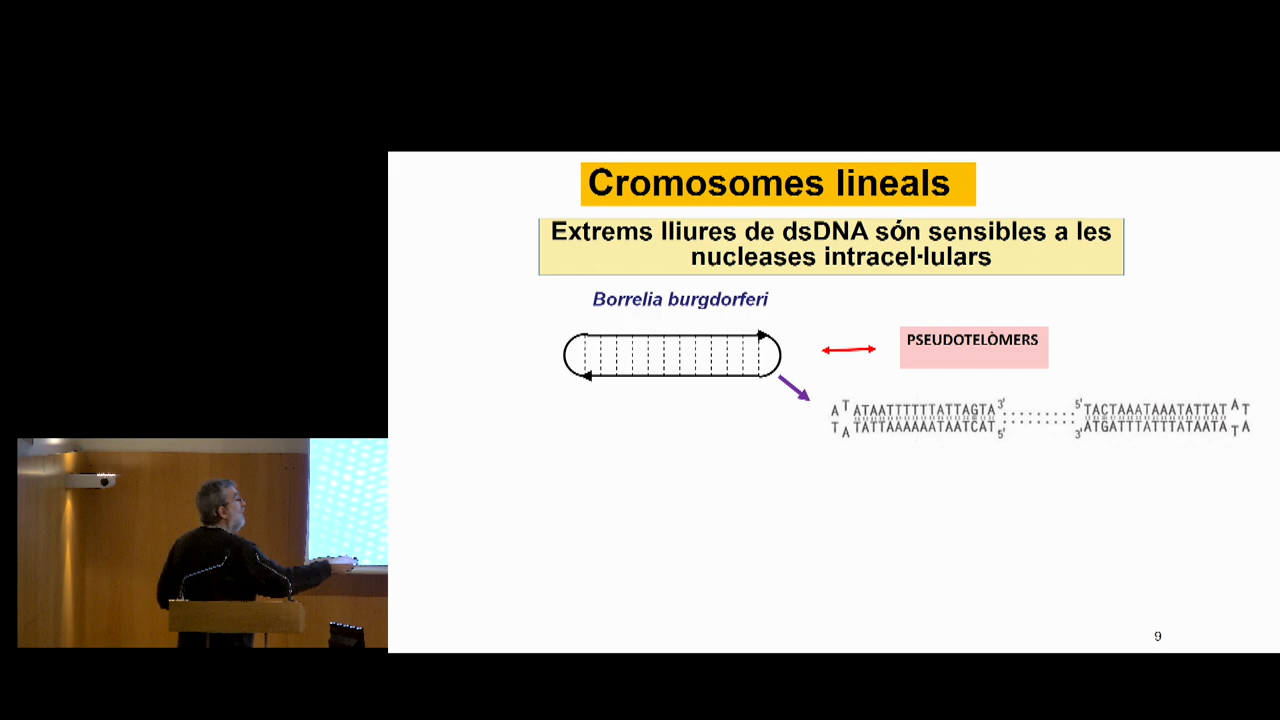 Cromosomes lineals
Extrems lliures de dsDNA són sensibles a les
nucleases intracel·lulars
Borrelia burgdorferi
PSEUDOTELÒMERS
A T ATAATTTTTTATTAGTA 3' 5' TACTAAATAAATATTAT A T
T A TATTAAAAAATAATCAT 5' 3' ATGATTTATTTATAATA T A
9